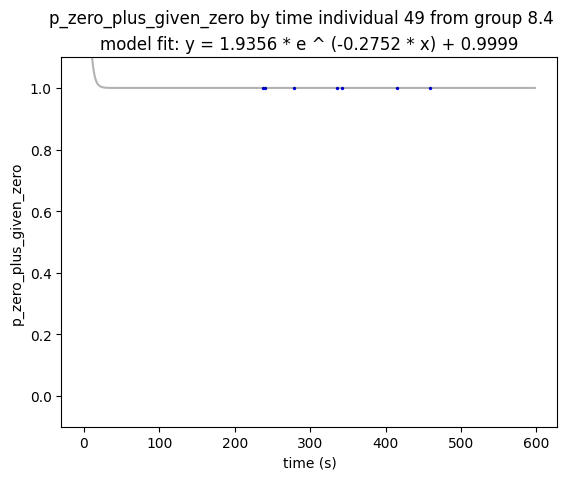 p_zero_plus_given_zero by time individual 49 from group 8.4
model fit: y = 1.9356 * e ^ (-0.2752 * x) + 0.9999
1.0
0.8
0.6
0.4
0.2
0.0
p_zero_plus_given_zero
0 100 200 300 400 500 600
time (s)